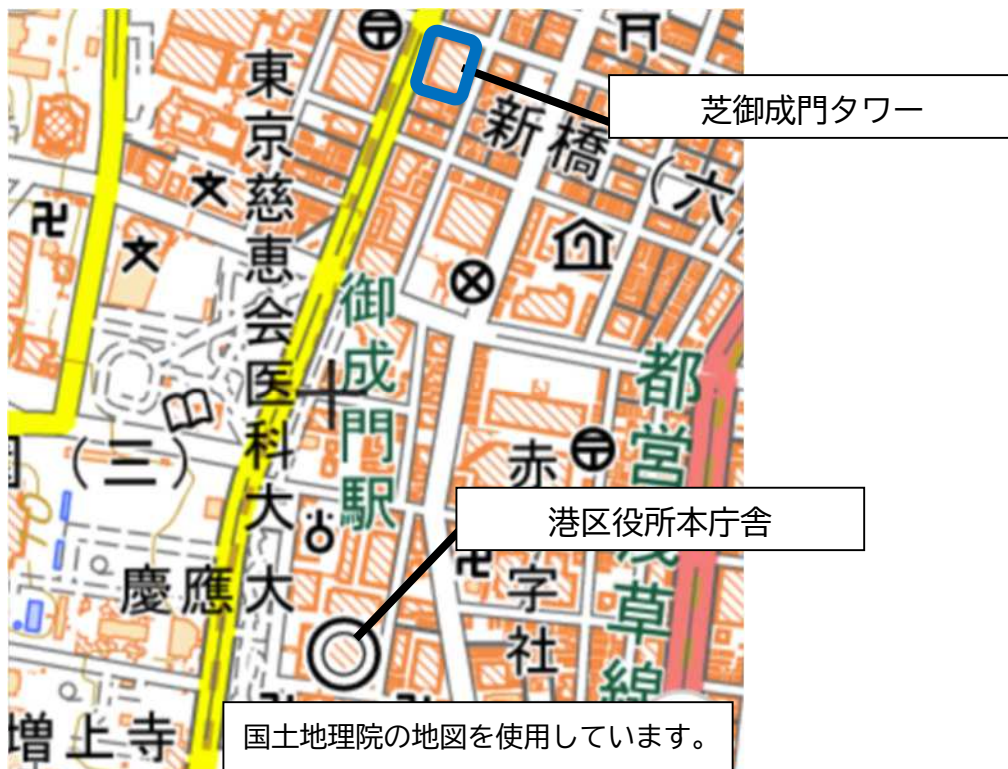 東京慈恵会医科大
新橋(六
芝御成門タワー
御成門駅
都営浅草線
(三)
赤十字社
港区役所本庁舎
慶應大
増上寺
国土地理院の地図を使用しています。